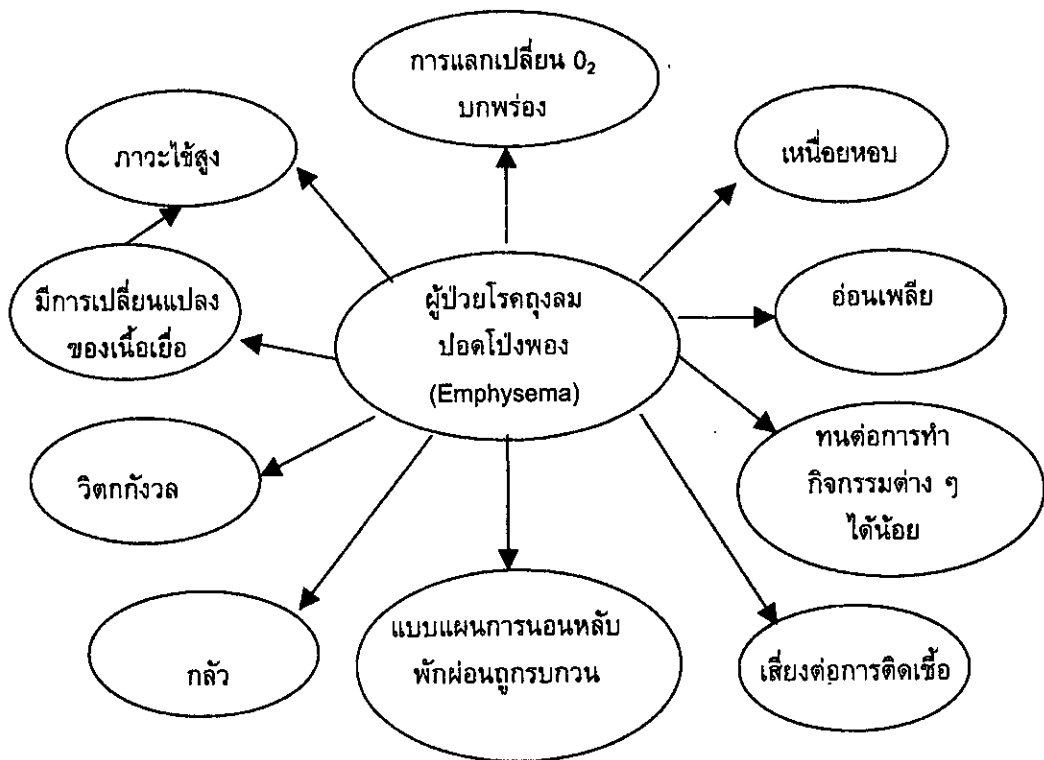 การแลกเปลี่ยน 0₂
บกพร่อง
ภาวะไข้สูง
เหนื่อยหอบ
มีการเปลี่ยนแปลง
ของเนื้อเยื่อ
ผู้ป่วยโรคถุงลม
ปอดโป่งพอง
(Emphysema)
อ่อนเพลีย
วิตกกังวล
ทนต่อการทำ
กิจกรรมต่าง ๆ
ได้น้อย
กลัว
แบบแผนการนอนหลับ
พักผ่อนถูกรบกวน
เสี่ยงต่อการติดเชื้อ